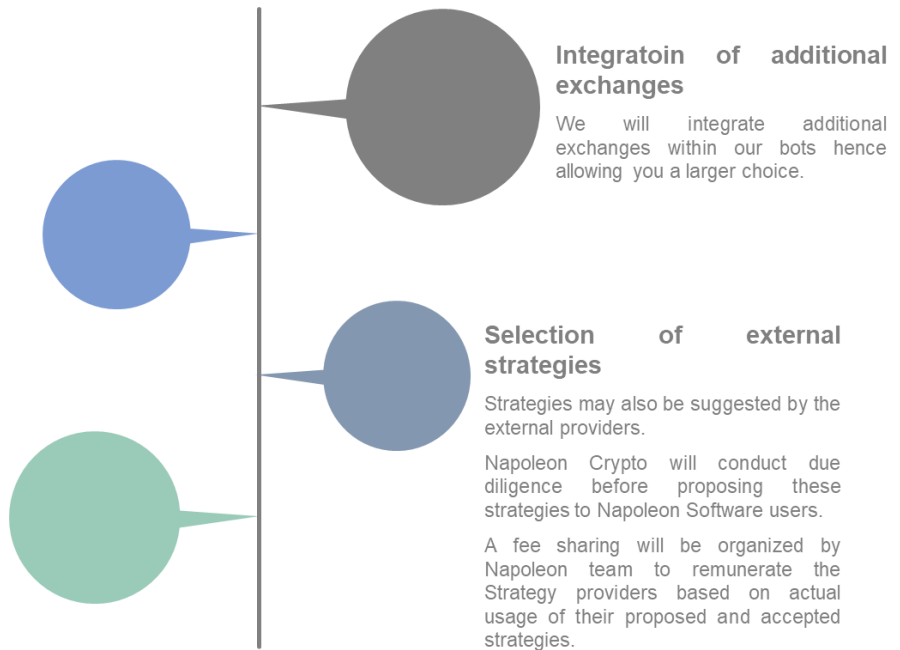 Integratoin of additional
exchanges
We will integrate additional
exchanges within our bots hence
allowing you a larger choice.
Selection of external
strategies
Strategies may also be suggested by the
external providers.
Napoleon Crypto will conduct due
diligence before proposing these
strategies to Napoleon Software users.
A fee sharing will be organized by
Napoleon team to remunerate the
Strategy providers based on actual
usage of their proposed and accepted
strategies.